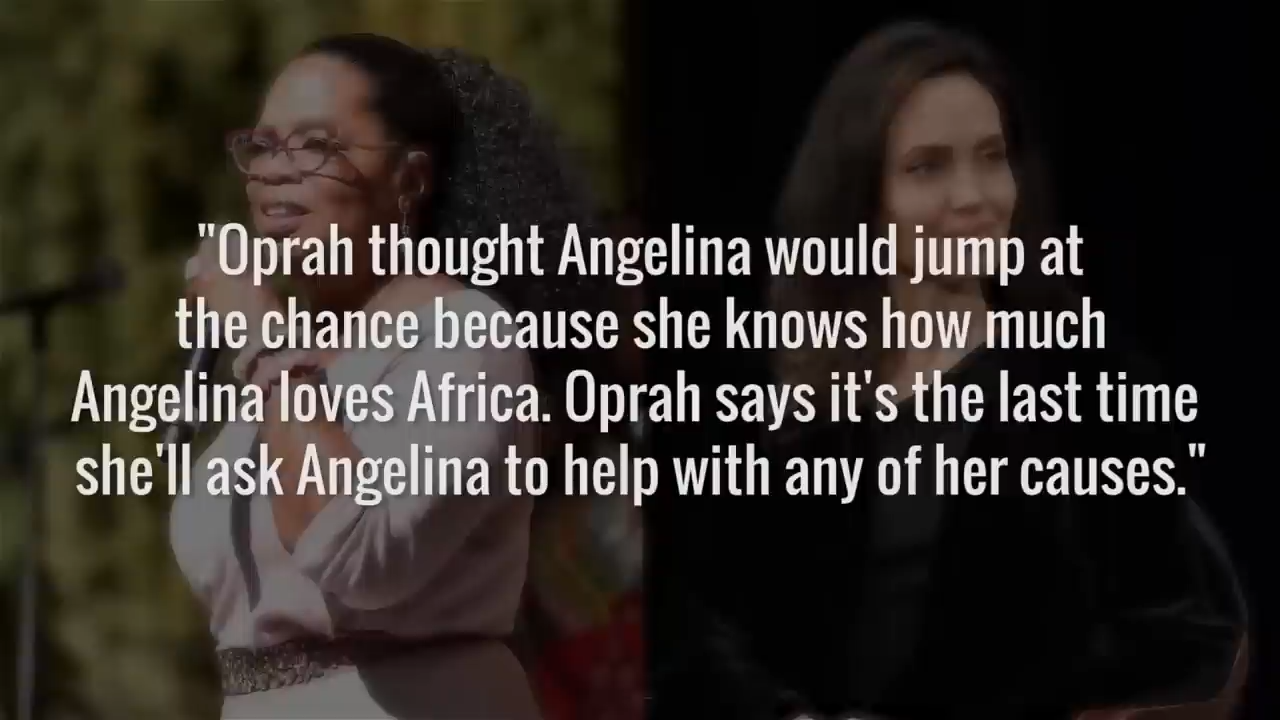 "Oprah thought Angelina would jump at
the chance because she knows how much
Angelina loves Africa. Oprah says it's the last time
she'll ask Angelina to help with any of her causes."